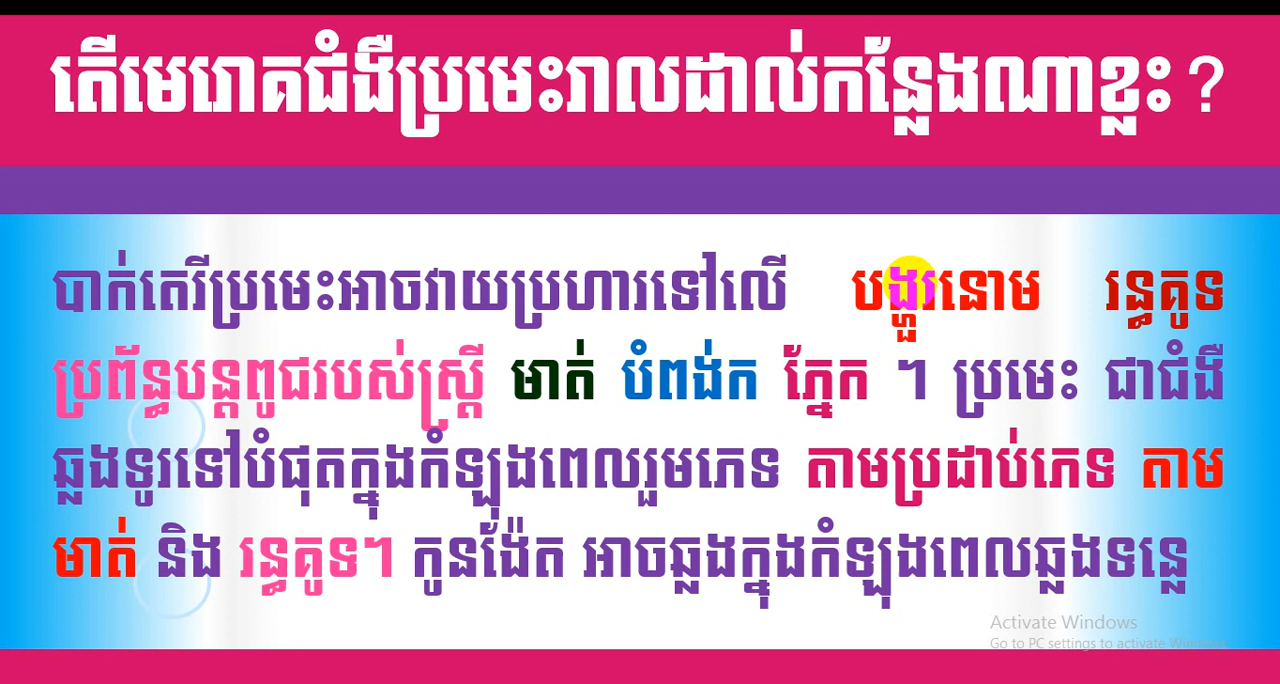 តើមេរោគជំងឺប្រមេះរាលដាល់កន្លែងណាខ្លះ ?
បាក់តេរីប្រមេះអាចវាយប្រហារទៅលើ បង្ហួរនោម រន្ធគូទ
ប្រព័ន្ធបន្តពូជរបស់ស្ត្រី មាត់ បំពង់ក ភ្នែក ។ ប្រមេះ ជាជំងឺ
ឆ្លងទូរទៅបំផុតក្នុងកំឡុងពេលរួមភេទ តាមប្រដាប់ភេទ តាម
មាត់ និង រន្ធគូទ។ កូនង៉ែត អាចឆ្លងក្នុងកំឡុងពេលឆ្លងទន្លេ
Activate Windows
Go to PC settings to activate Windows.